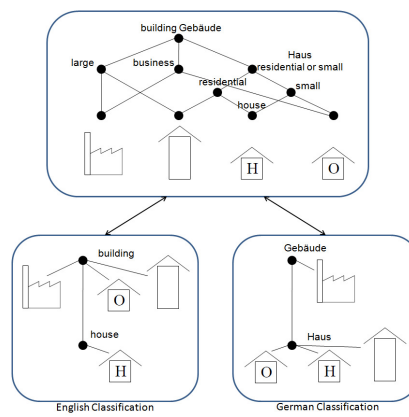 building Gebäude
large
business
Haus
residential or small
residential
small
house
H
O
building
O
house
H
English Classification
Gebäude
Haus
O
H
German Classification